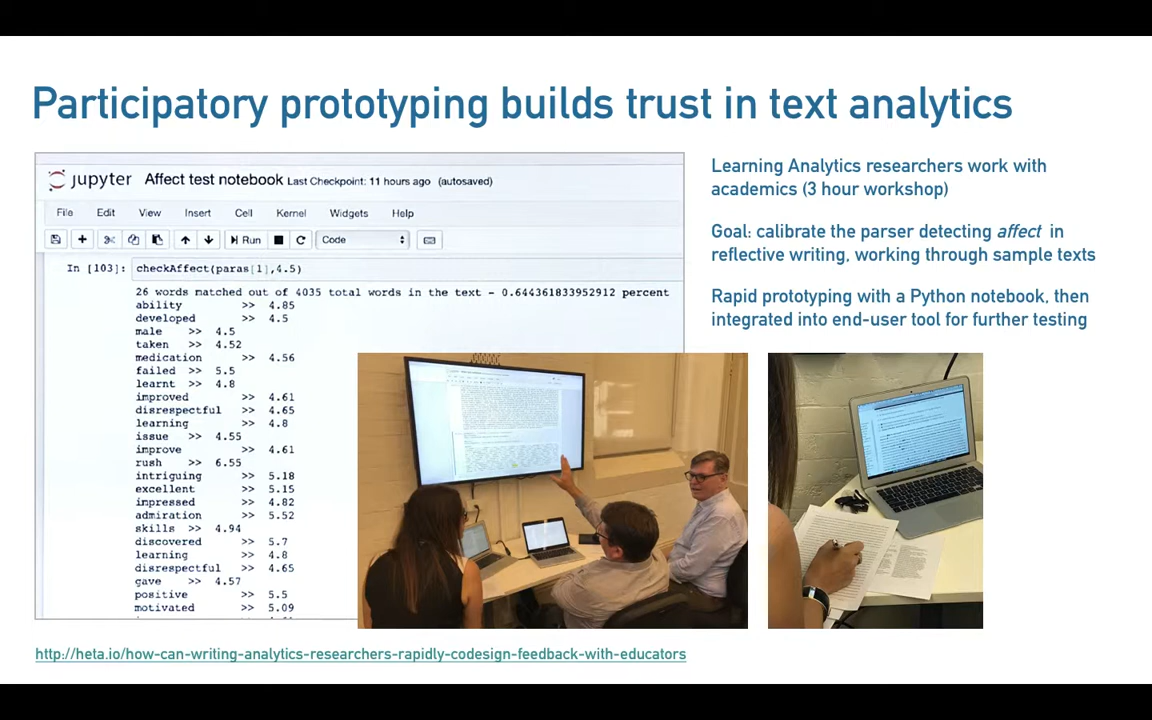 Participatory prototyping builds trust in text analytics
jupyter Affect test notebook Last Checkpoint: 11 hours ago (autosaved)
File Edit View Insert Cell Kernel Widgets Help
Run Code
In [103]: checkAffect(paras[1],4.5)
26 words matched out of 4035 total words in the text - 0.644361833952912 percent
ability >> 4.85
developed >> 4.5
male >> 4.5
taken >> 4.52
medication >> 4.56
failed >> 5.5
learnt >> 4.8
improved >> 4.61
disrespectful >> 4.65
learning >> 4.8
issue >> 4.55
improve >> 4.61
rush >> 6.55
intriguing >> 5.18
excellent >> 5.15
impressed >> 4.82
admiration >> 5.52
skills >> 4.94
discovered >> 5.7
learning >> 4.8
disrespectful >> 4.65
gave >> 4.57
positive >> 5.5
motivated >> 5.09
Learning Analytics researchers work with
academics (3 hour workshop)
Goal: calibrate the parser detecting affect in
reflective writing, working through sample texts
Rapid prototyping with a Python notebook, then
integrated into end-user tool for further testing
http://heta.io/how-can-writing-analytics-researchers-rapidly-codesign-feedback-with-educators